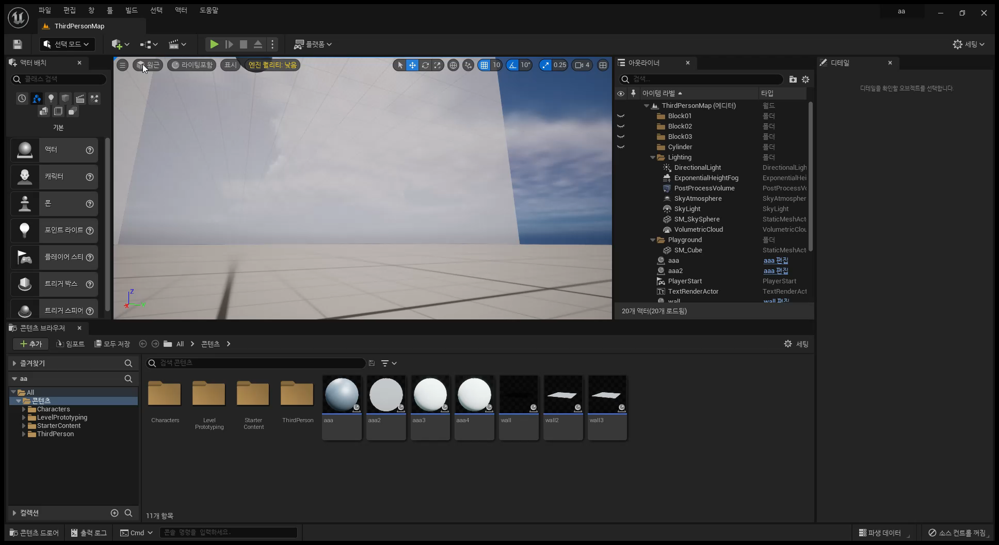 파일 편집 창 툴 빌드 선택 액터 도움말
aa
ThirdPersonMap
선택 모드
플랫폼
세팅
액터 배치
클래스 검색
기본
액터
캐릭터
폰
포인트 라이트
플레이어 스티
트리거 박스
트리거 스피어
원근
라이팅포함
표시
엔진 퀄리티: 낮음
10
10°
0.25
4
Z
Y
X
아웃라이너
검색...
아이템 라벨 타입
ThirdPersonMap (에디터) 월드
Block01 폴더
Block02 폴더
Block03 폴더
Cylinder 폴더
Lighting 폴더
DirectionalLight DirectionalLigh
ExponentialHeightFog ExponentialHei
PostProcessVolume PostProcessVo
SkyAtmosphere SkyAtmospher
SkyLight SkyLight
SM_SkySphere StaticMeshAct
VolumetricCloud VolumetricClou
Playground 폴더
SM_Cube StaticMeshAct
aaa aaa 편집
aaa2 aaa 편집
PlayerStart PlayerStart
TextRenderActor TextRenderAct
wall wall 편집
20개 액터(20개 로드됨)
디테일
디테일을 확인할 오브젝트를 선택합니다.
콘텐츠 브라우저
추가 임포트 모두 저장 All 콘텐츠
세팅
즐겨찾기
aa
All
콘텐츠
Characters
LevelPrototyping
StarterContent
ThirdPerson
컬렉션
검색 콘텐츠
Characters
Level
Prototyping
Starter
Content
ThirdPerson
aaa
aaa2
aaa3
aaa4
wall
wall2
wall3
11개 항목
콘텐츠 드로어 출력 로그 Cmd 콘솔 명령을 입력하세요.
파생 데이터 소스 컨트롤 꺼짐